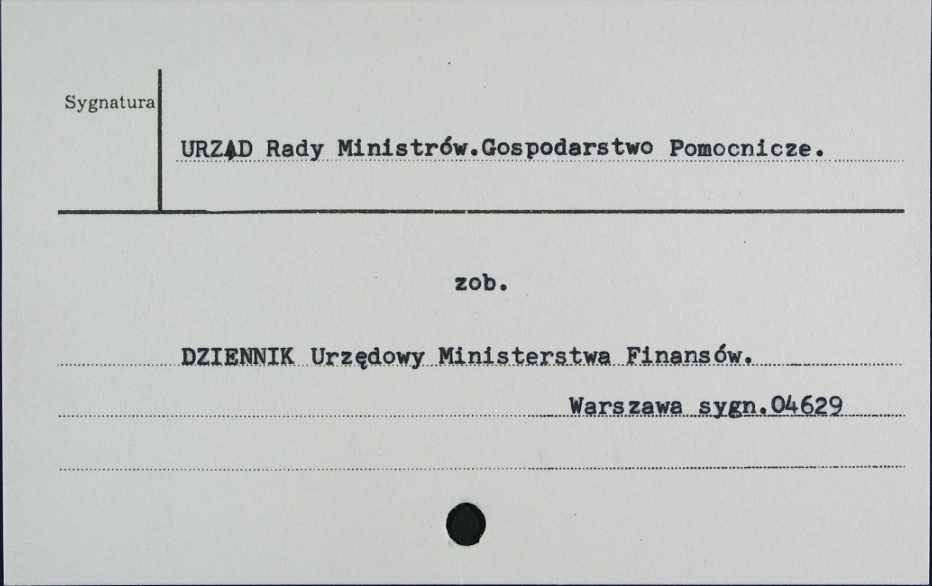 Sygnatura
URZĄD Rady Ministrów.Gospodarstwo Pomocnicze.
zob.
DZIENNIK Urzędowy Ministerstwa Finansów.
Warszawa sygn.04629